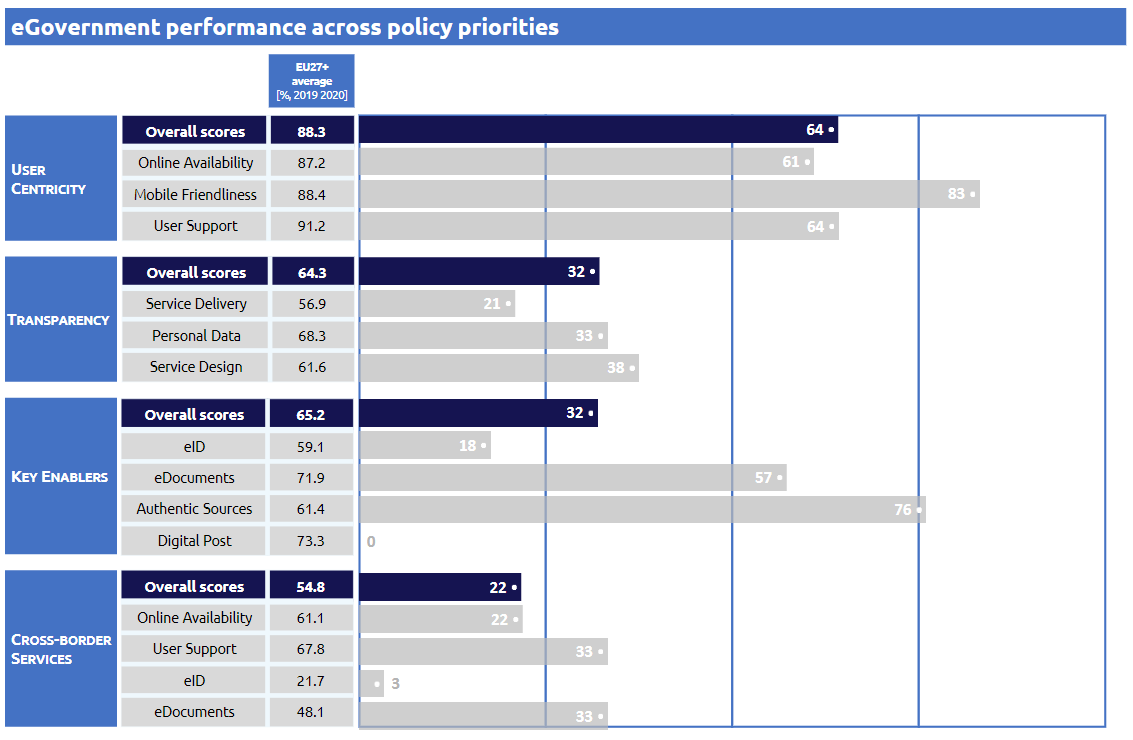 eGovernment performance across policy priorities
EU27+
average
[%, 2019 2020]
USER
CENTRICITY
Overall scores 88.3 64
Online Availability 87.2 61
Mobile Friendliness 88.4 83
User Support 91.2 64
TRANSPARENCY
Overall scores 64.3 32
Service Delivery 56.9 21
Personal Data 68.3 33
Service Design 61.6 38
KEY ENABLERS
Overall scores 65.2 32
eID 59.1 18
eDocuments 71.9 57
Authentic Sources 61.4 76
Digital Post 73.3 0
CROSS-BORDER
SERVICES
Overall scores 54.8 22
Online Availability 61.1 22
User Support 67.8 33
eID 21.7 3
eDocuments 48.1 33